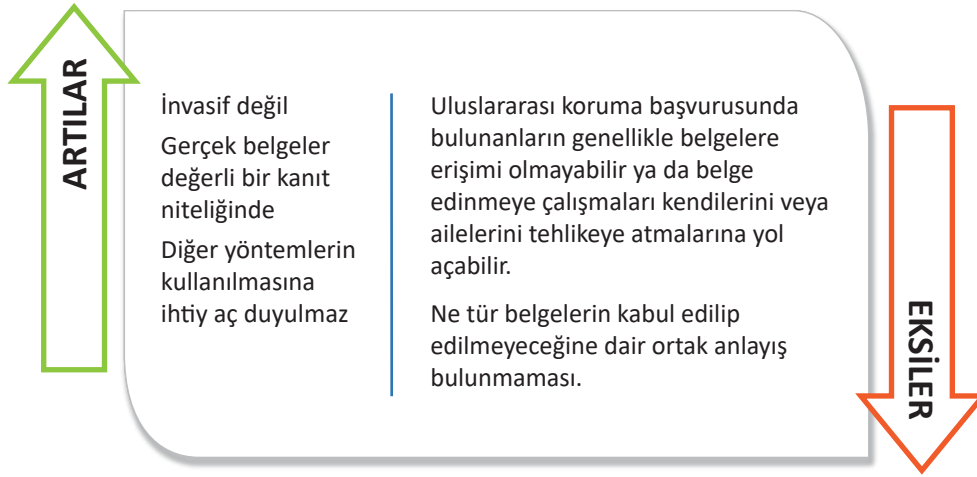 ARTILAR
İnvasif değil
Gerçek belgeler
değerli bir kanıt
niteliğinde
Diğer yöntemlerin
kullanılmasına
ihtiy aç duyulmaz
Uluslararası koruma başvurusunda
bulunanların genellikle belgelere
erişimi olmayabilir ya da belge
edinmeye çalışmaları kendilerini veya
ailelerini tehlikeye atmalarına yol
açabilir.
Ne tür belgelerin kabul edilip
edilmeyeceğine dair ortak anlayış
bulunmaması.
EKSİLER